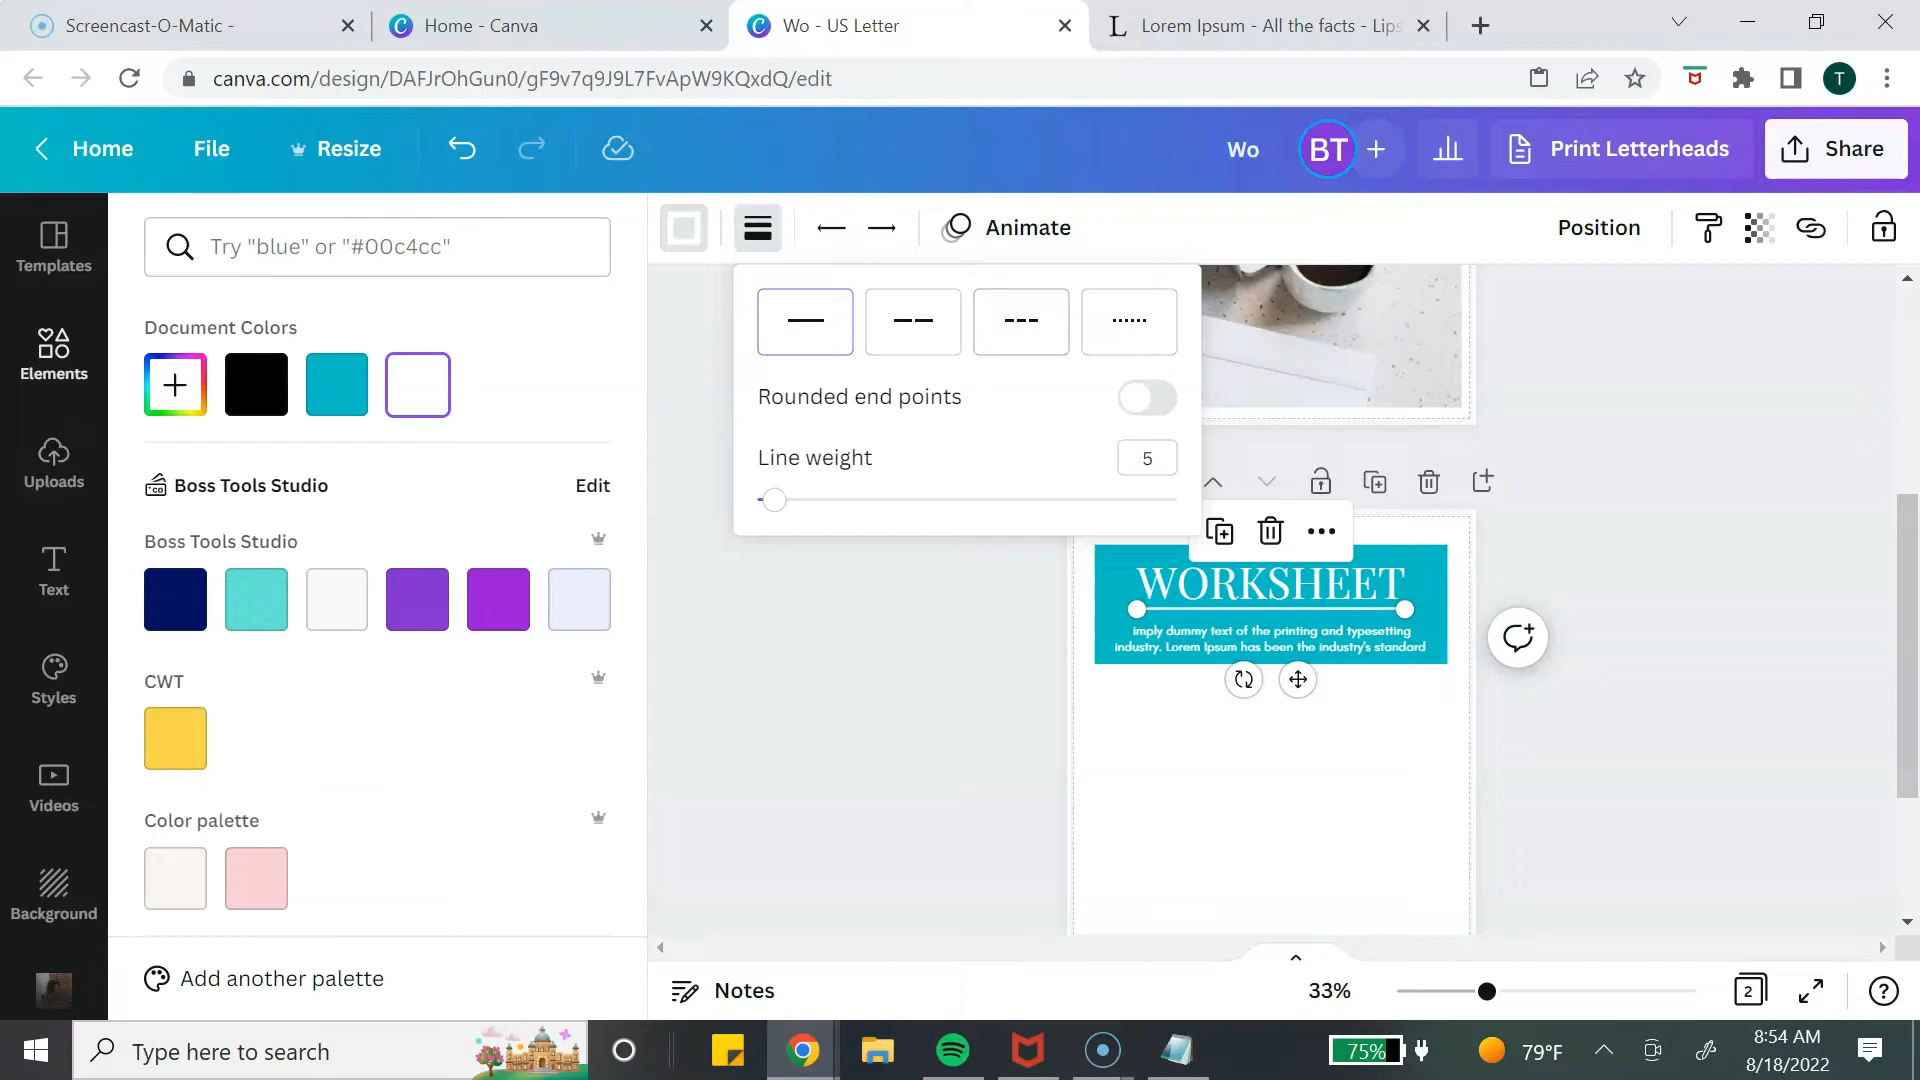 Screencast-O-Matic -
Home - Canva
Wo - US Letter
Lorem Ipsum - All the facts - Lips
canva.com/design/DAFJrOhGun0/gF9v7q9J9L7FvApW9KQxdQ/edit
T
Home
File
Resize
Wo
BT
Print Letterheads
Share
Templates
Elements
Uploads
Text
Styles
Videos
Background
Try "blue" or "#00c4cc"
Document Colors
Boss Tools Studio
Edit
Boss Tools Studio
CWT
Color palette
Add another palette
Animate
Position
Rounded end points
Line weight
5
WORKSHEET
imply dummy text of the printing and typesetting
industry. Lorem Ipsum has been the industry's standard
Notes
33%
2
Type here to search
75%
79°F
8:54 AM
8/18/2022